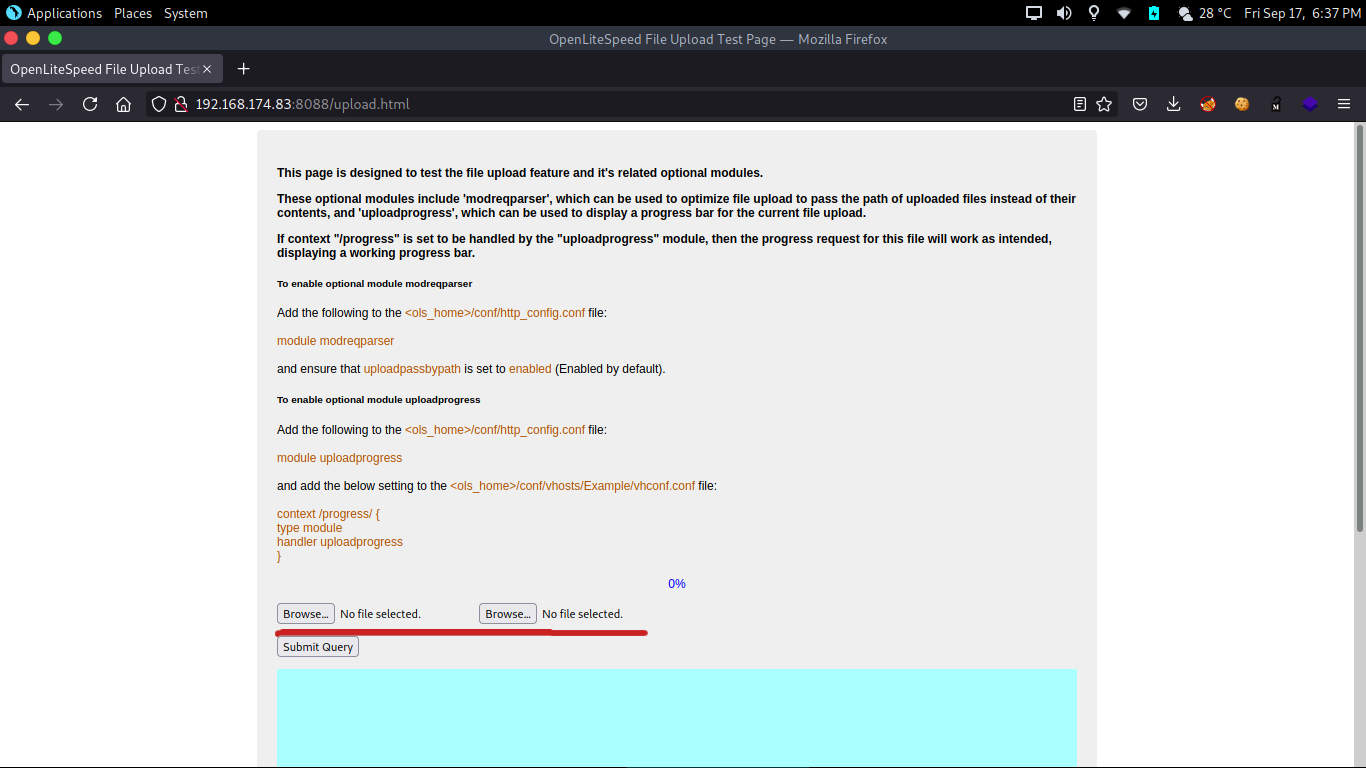 Applications Places System 28 °C Fri Sep 17, 6:37 PM
OpenLiteSpeed File Upload Test Page — Mozilla Firefox
OpenLiteSpeed File Upload Tes
192.168.174.83:8088/upload.html
This page is designed to test the file upload feature and it's related optional modules.
These optional modules include 'modreqparser', which can be used to optimize file upload to pass the path of uploaded files instead of their
contents, and 'uploadprogress', which can be used to display a progress bar for the current file upload.
If context "/progress" is set to be handled by the "uploadprogress" module, then the progress request for this file will work as intended,
displaying a working progress bar.
To enable optional module modreqparser
Add the following to the <ols_home>/conf/http_config.conf file:
module modreqparser
and ensure that uploadpassbypath is set to enabled (Enabled by default).
To enable optional module uploadprogress
Add the following to the <ols_home>/conf/http_config.conf file:
module uploadprogress
and add the below setting to the <ols_home>/conf/vhosts/Example/vhconf.conf file:
context /progress/ {
type module
handler uploadprogress
}
0%
Browse... No file selected. Browse... No file selected.
Submit Query